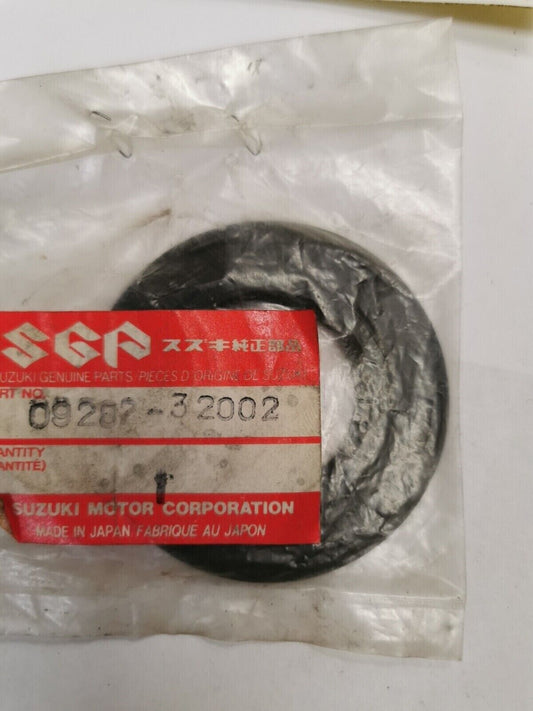 SGP スズキ純正部品
SUZUKI GENUINE PARTS / PIECES D'ORIGINE DE SUZUKI
ART NO.
09282-32002
ANTITY
ANTITÉ)
1
SUZUKI MOTOR CORPORATION
MADE IN JAPAN FABRIQUE AU JAPON